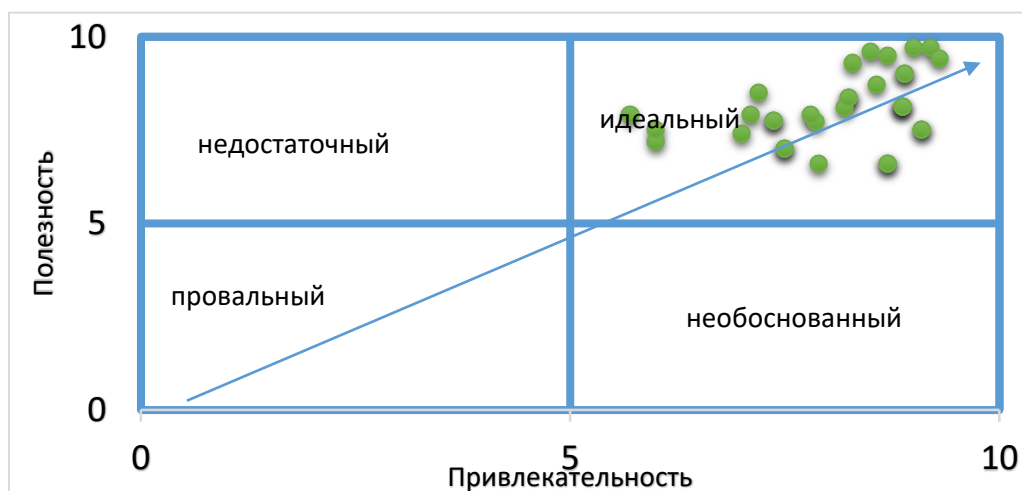 10
недостаточный
идеальный
Полезность
5
провальный
необоснованный
0
0
5
10
Привлекательность